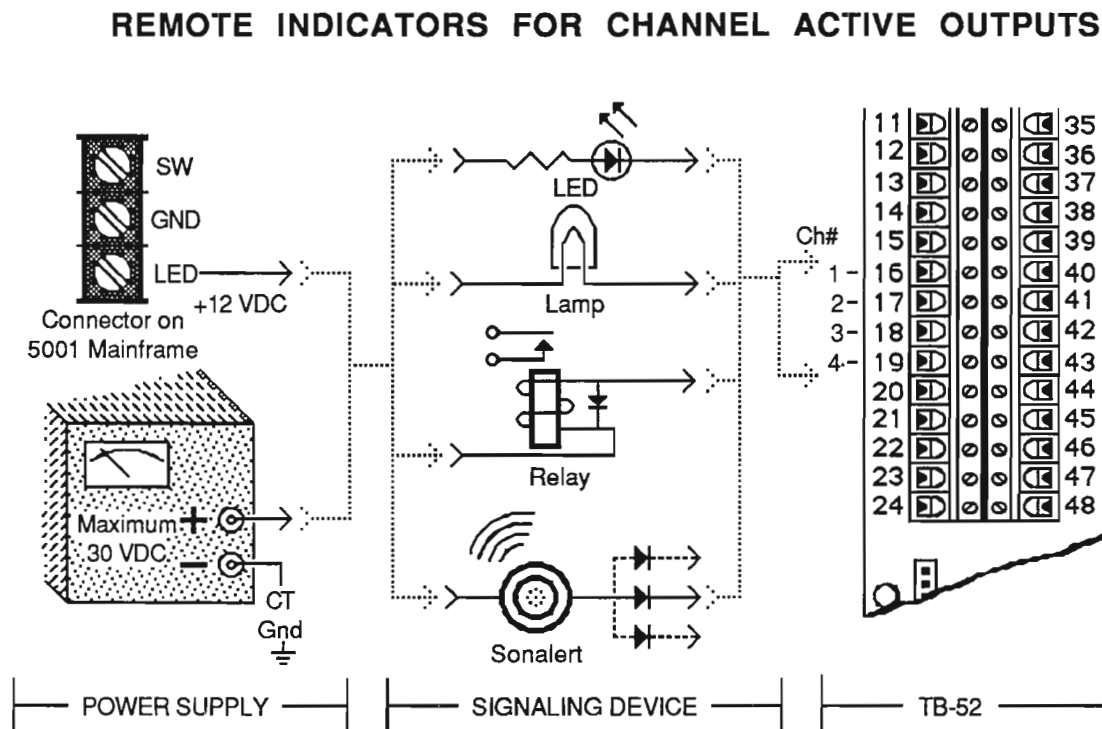 REMOTE INDICATORS FOR CHANNEL ACTIVE OUTPUTS
SW
GND
LED
+12 VDC
Connector on
5001 Mainframe
Maximum +
30 VDC −
CT
Gnd
LED
Lamp
Relay
Sonalert
Ch#
1 -
2 -
3 -
4 -
11 35
12 36
13 37
14 38
15 39
16 40
17 41
18 42
19 43
20 44
21 45
22 46
23 47
24 48
POWER SUPPLY
SIGNALING DEVICE
TB-52